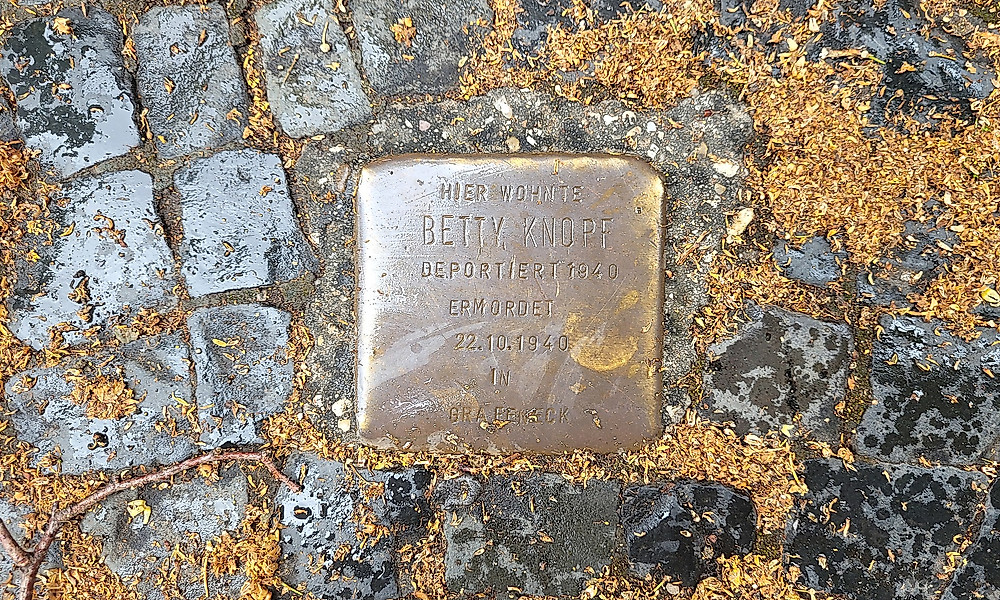 HIER WOHNTE
BETTY KNOPF
DEPORTIERT 1940
ERMORDET
22.10.1940
IN
GRAFENECK